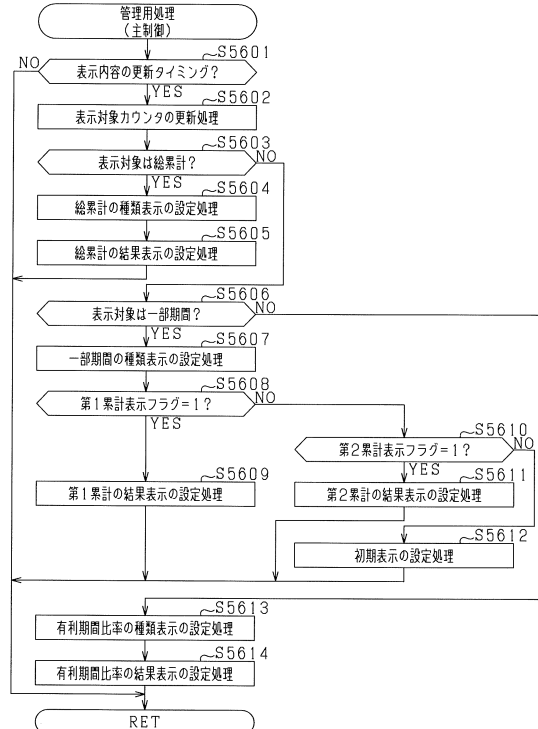 管理用処理
(主制御)
S5601
NO
表示内容の更新タイミング?
YES
S5602
表示対象カウンタの更新処理
S5603
表示対象は総累計?
NO
YES
S5604
総累計の種類表示の設定処理
S5605
総累計の結果表示の設定処理
S5606
表示対象は一部期間?
NO
YES
S5607
一部期間の種類表示の設定処理
S5608
第1累計表示フラグ=1?
NO
YES
S5610
第2累計表示フラグ=1?
NO
YES
S5609
第1累計の結果表示の設定処理
S5611
第2累計の結果表示の設定処理
S5612
初期表示の設定処理
S5613
有利期間比率の種類表示の設定処理
S5614
有利期間比率の結果表示の設定処理
RET